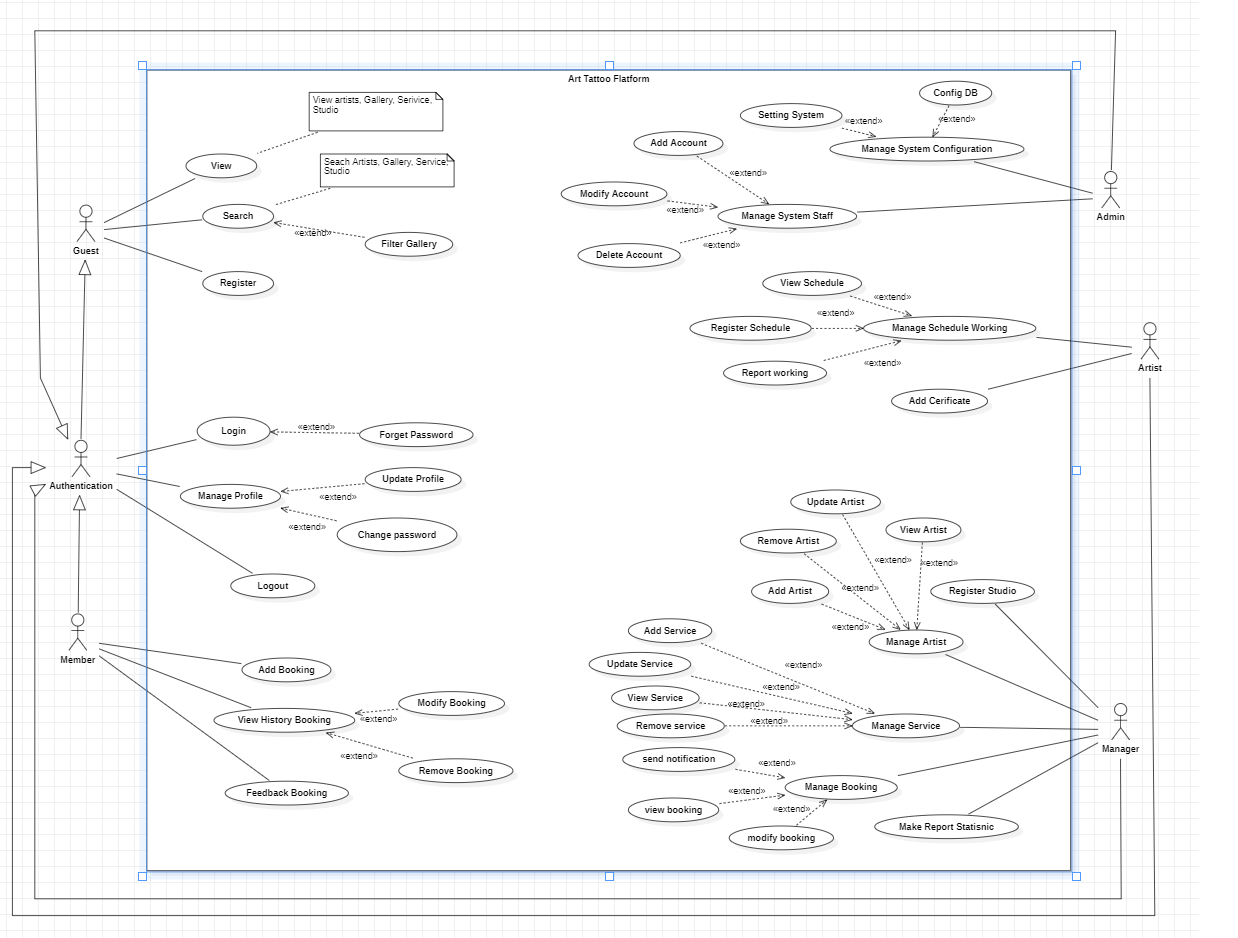 Art Tattoo Flatform
View artists, Gallery, Serivice,
Studio
Config DB
Setting System
«extend»
«extend»
Add Account
Manage System Configuration
View
Seach Artists, Gallery, Service,
Studio
«extend»
Modify Account
«extend»
Search
Manage System Staff
Admin
«extend»
Filter Gallery
«extend»
Guest
Delete Account
Register
View Schedule
«extend»
«extend»
Register Schedule
Manage Schedule Working
«extend»
Report working
Artist
Add Cerificate
Login
«extend»
Forget Password
Update Profile
Authentication
Manage Profile
«extend»
Update Artist
«extend»
Change password
View Artist
Remove Artist
«extend»
«extend»
Logout
«extend»
Add Artist
Register Studio
«extend»
Add Service
Manage Artist
Member
Add Booking
Update Service
«extend»
«extend»
View Service
Modify Booking
«extend»
View History Booking
«extend»
Remove service
«extend»
Manage Service
Manager
«extend»
send notification
«extend»
Remove Booking
Manage Booking
Feedback Booking
«extend»
view booking
«extend»
Make Report Statisnic
modify booking